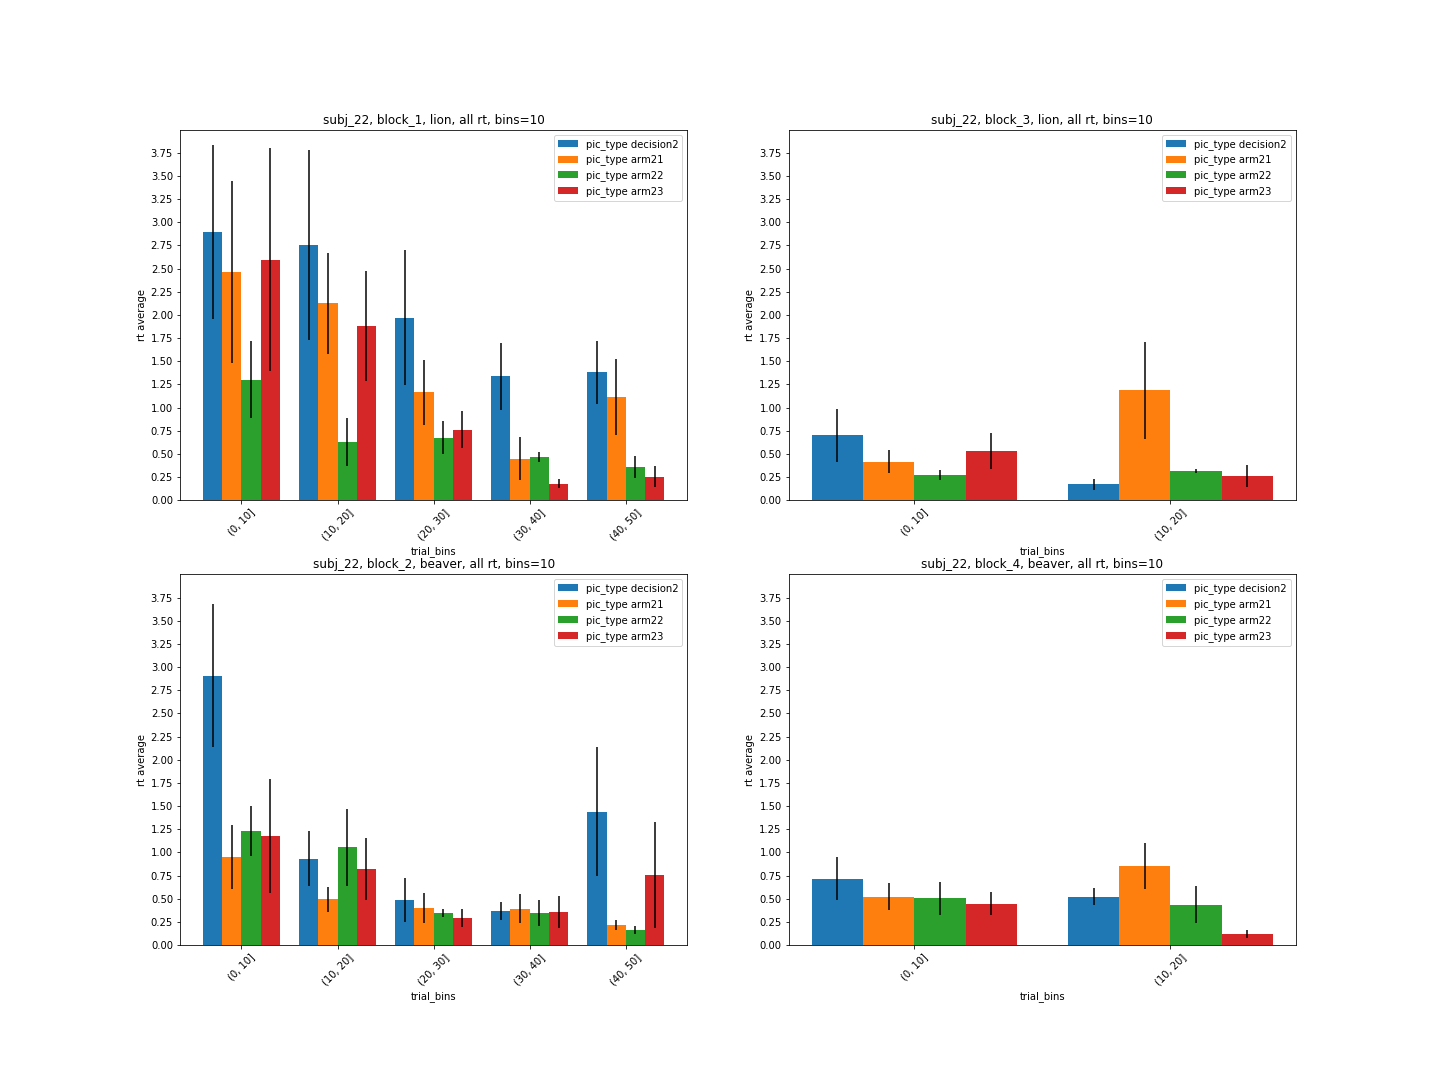 subj_22, block_1, lion, all rt, bins=10
3.75
3.50
3.25
3.00
2.75
2.50
2.25
2.00
1.75
1.50
1.25
1.00
0.75
0.50
0.25
0.00
rt average
pic_type decision2
pic_type arm21
pic_type arm22
pic_type arm23
(0, 10]
(10, 20]
(20, 30]
(30, 40]
(40, 50]
trial_bins
subj_22, block_3, lion, all rt, bins=10
3.75
3.50
3.25
3.00
2.75
2.50
2.25
2.00
1.75
1.50
1.25
1.00
0.75
0.50
0.25
0.00
rt average
pic_type decision2
pic_type arm21
pic_type arm22
pic_type arm23
(0, 10]
(10, 20]
trial_bins
subj_22, block_2, beaver, all rt, bins=10
3.75
3.50
3.25
3.00
2.75
2.50
2.25
2.00
1.75
1.50
1.25
1.00
0.75
0.50
0.25
0.00
rt average
pic_type decision2
pic_type arm21
pic_type arm22
pic_type arm23
(0, 10]
(10, 20]
(20, 30]
(30, 40]
(40, 50]
trial_bins
subj_22, block_4, beaver, all rt, bins=10
3.75
3.50
3.25
3.00
2.75
2.50
2.25
2.00
1.75
1.50
1.25
1.00
0.75
0.50
0.25
0.00
rt average
pic_type decision2
pic_type arm21
pic_type arm22
pic_type arm23
(0, 10]
(10, 20]
trial_bins